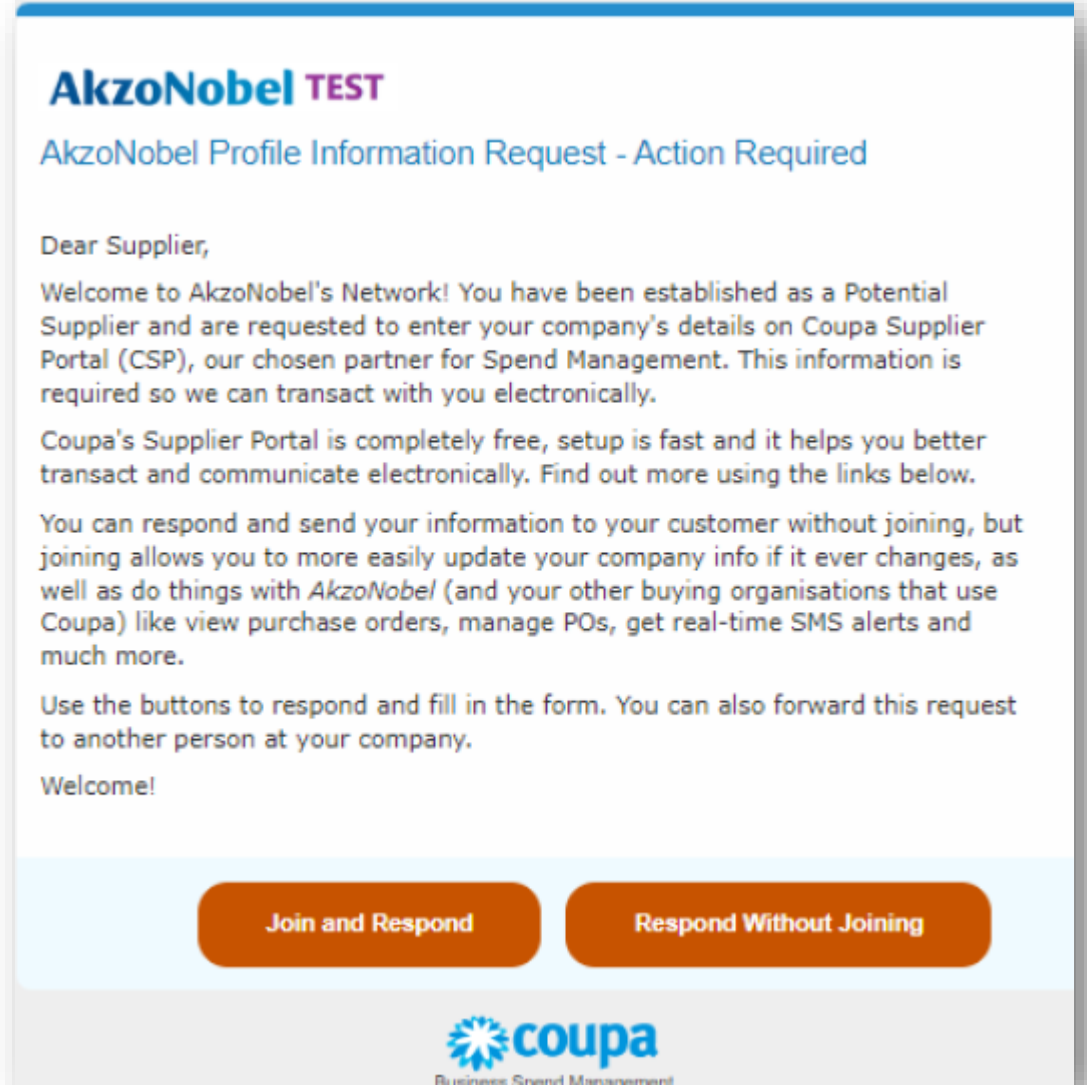 AkzoNobel TEST
AkzoNobel Profile Information Request - Action Required
Dear Supplier,
Welcome to AkzoNobel's Network! You have been established as a Potential
Supplier and are requested to enter your company's details on Coupa Supplier
Portal (CSP), our chosen partner for Spend Management. This information is
required so we can transact with you electronically.
Coupa's Supplier Portal is completely free, setup is fast and it helps you better
transact and communicate electronically. Find out more using the links below.
You can respond and send your information to your customer without joining, but
joining allows you to more easily update your company info if it ever changes, as
well as do things with AkzoNobel (and your other buying organisations that use
Coupa) like view purchase orders, manage POs, get real-time SMS alerts and
much more.
Use the buttons to respond and fill in the form. You can also forward this request
to another person at your company.
Welcome!
Join and Respond
Respond Without Joining
coupa
Business Spend Management